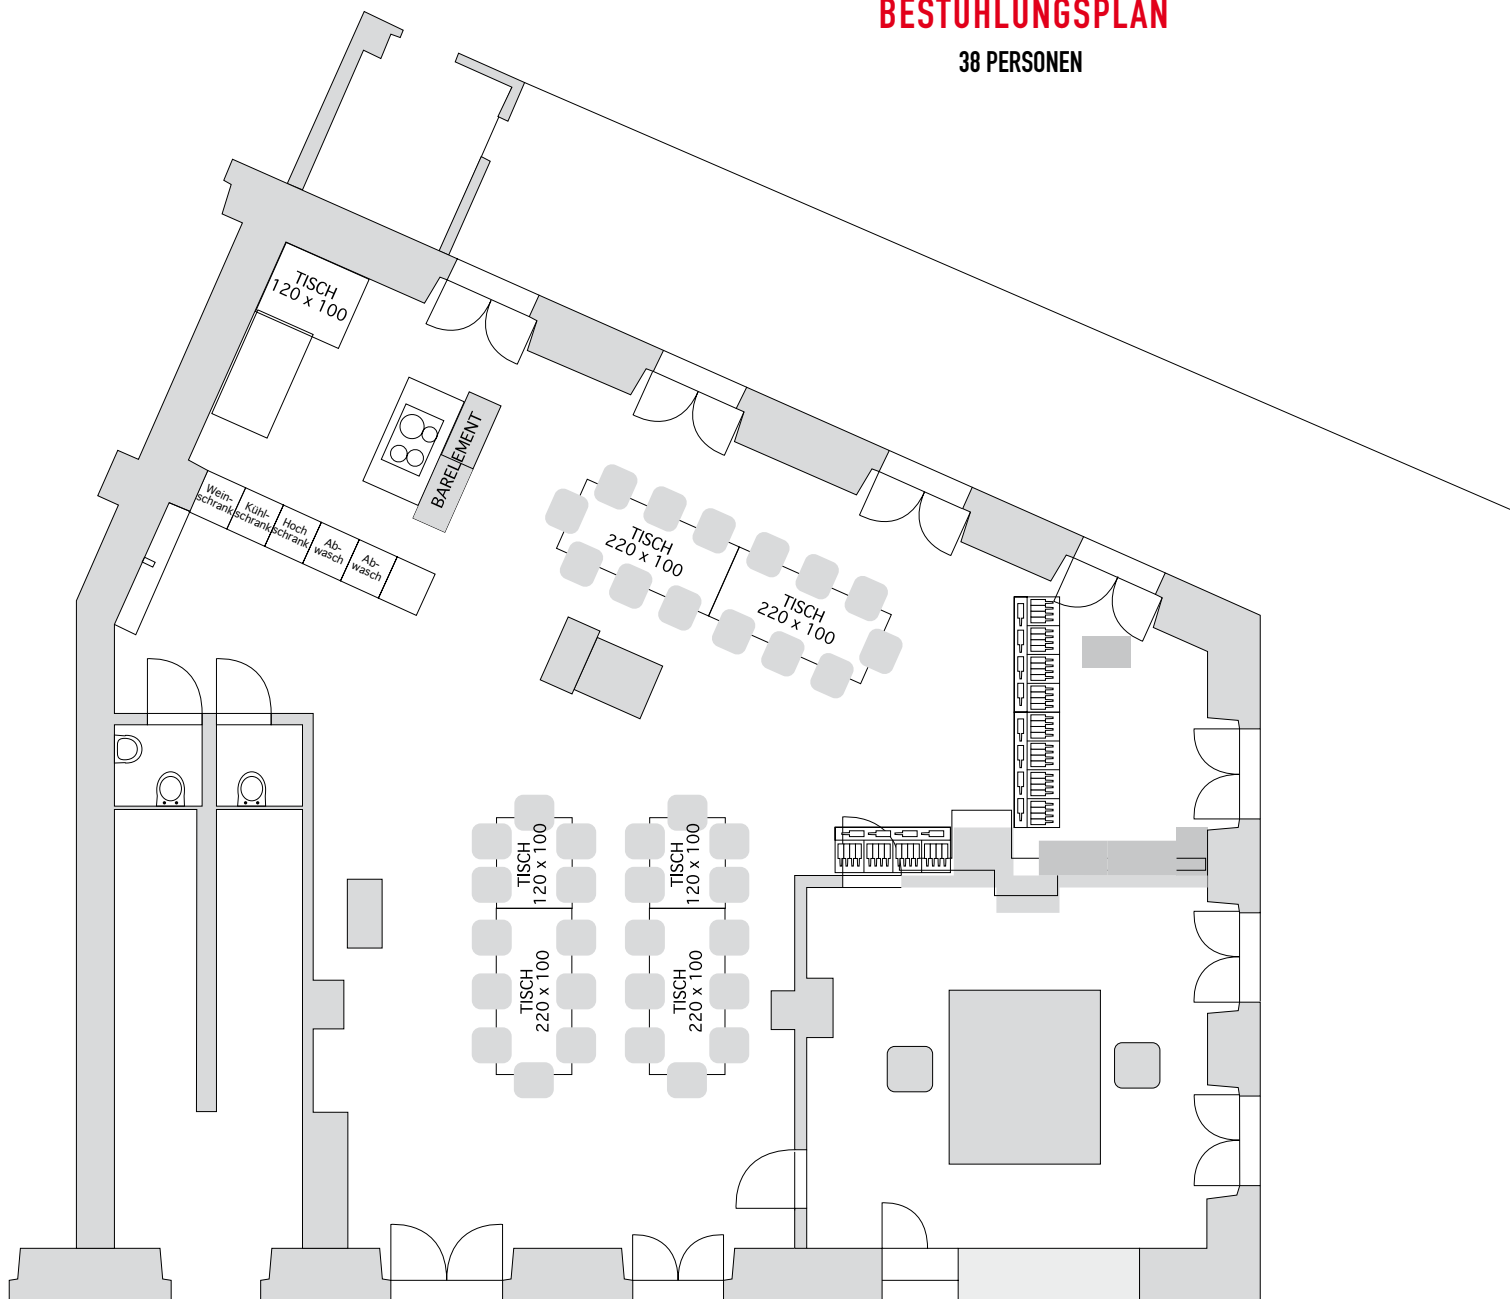 BESTUHLUNGSPLAN
38 PERSONEN
TISCH
120 x 100
BARELEMENT
Wein-
schrank
Kühl-
schrank
Hoch
schrank
Ab-
wasch
Ab-
wasch
TISCH
220 x 100
TISCH
220 x 100
TISCH
120 x 100
TISCH
120 x 100
TISCH
220 x 100
TISCH
220 x 100